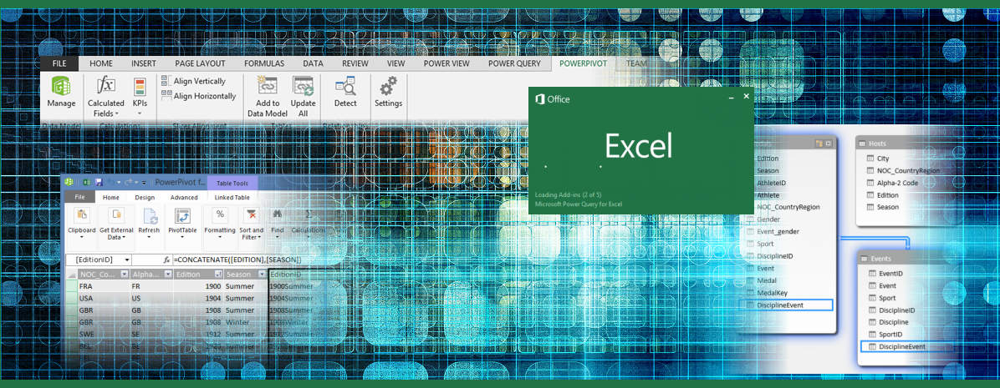 FILE HOME INSERT PAGE LAYOUT FORMULAS DATA REVIEW VIEW POWER VIEW POWER QUERY POWERPIVOT TEAM
Manage
Calculated
Fields
KPIs
Align Vertically
Align Horizontally
Add to
Data Model
Update
All
Detect
Settings
Data Model Calculations Slicer Alignment Tables Relationships
Office
Excel
Loading Add-ins (2 of 5)
Microsoft Power Query for Excel
Edition
Season
AthleteID
Athlete
NOC_CountryRegion
Gender
Event_gender
Sport
DisciplineID
Event
Medal
MedalKey
DisciplineEvent
Hosts
City
NOC_CountryRegion
Alpha-2 Code
Edition
Season
Events
EventID
Event
Sport
DisciplineID
Discipline
SportID
DisciplineEvent
PowerPivot f... Table Tools
File Home Design Advanced Linked Table
Clipboard
Get External
Data
Refresh
PivotTable
Formatting
Sort and
Filter
Find
Calculations
[EditionID] fx =CONCATENATE([EDITION],[SEASON])
NOC_Co... Alpha... Edition Season EditionID
FRA FR 1900 Summer 1900Summer
USA US 1904 Summer 1904Summer
GBR GB 1908 Summer 1908Summer
GBR GB 1908 Winter 1908Winter
SWE SE 1912 Summer 1912Summer
BEL BE 1920 Summer